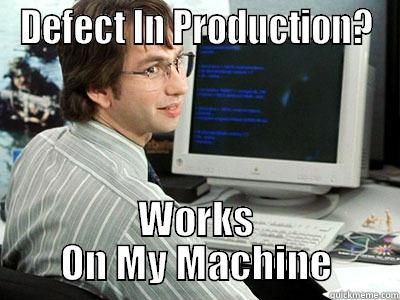 Defect In Production?
Works
On My Machine
quickmeme.com